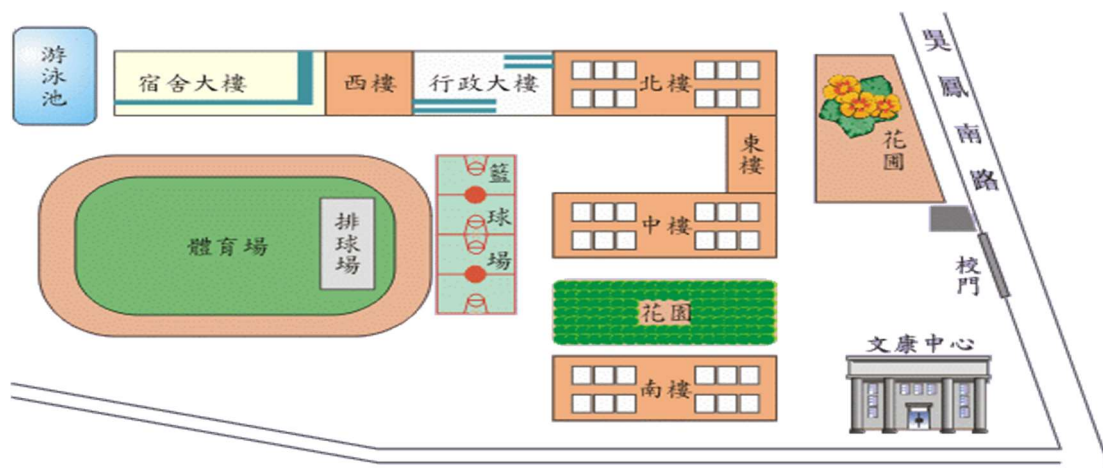 游泳池
宿舍大樓
西樓
行政大樓
北樓
東樓
花圃
吳鳳南路
體育場
排球場
籃球場
中樓
校門
花園
文康中心
南樓